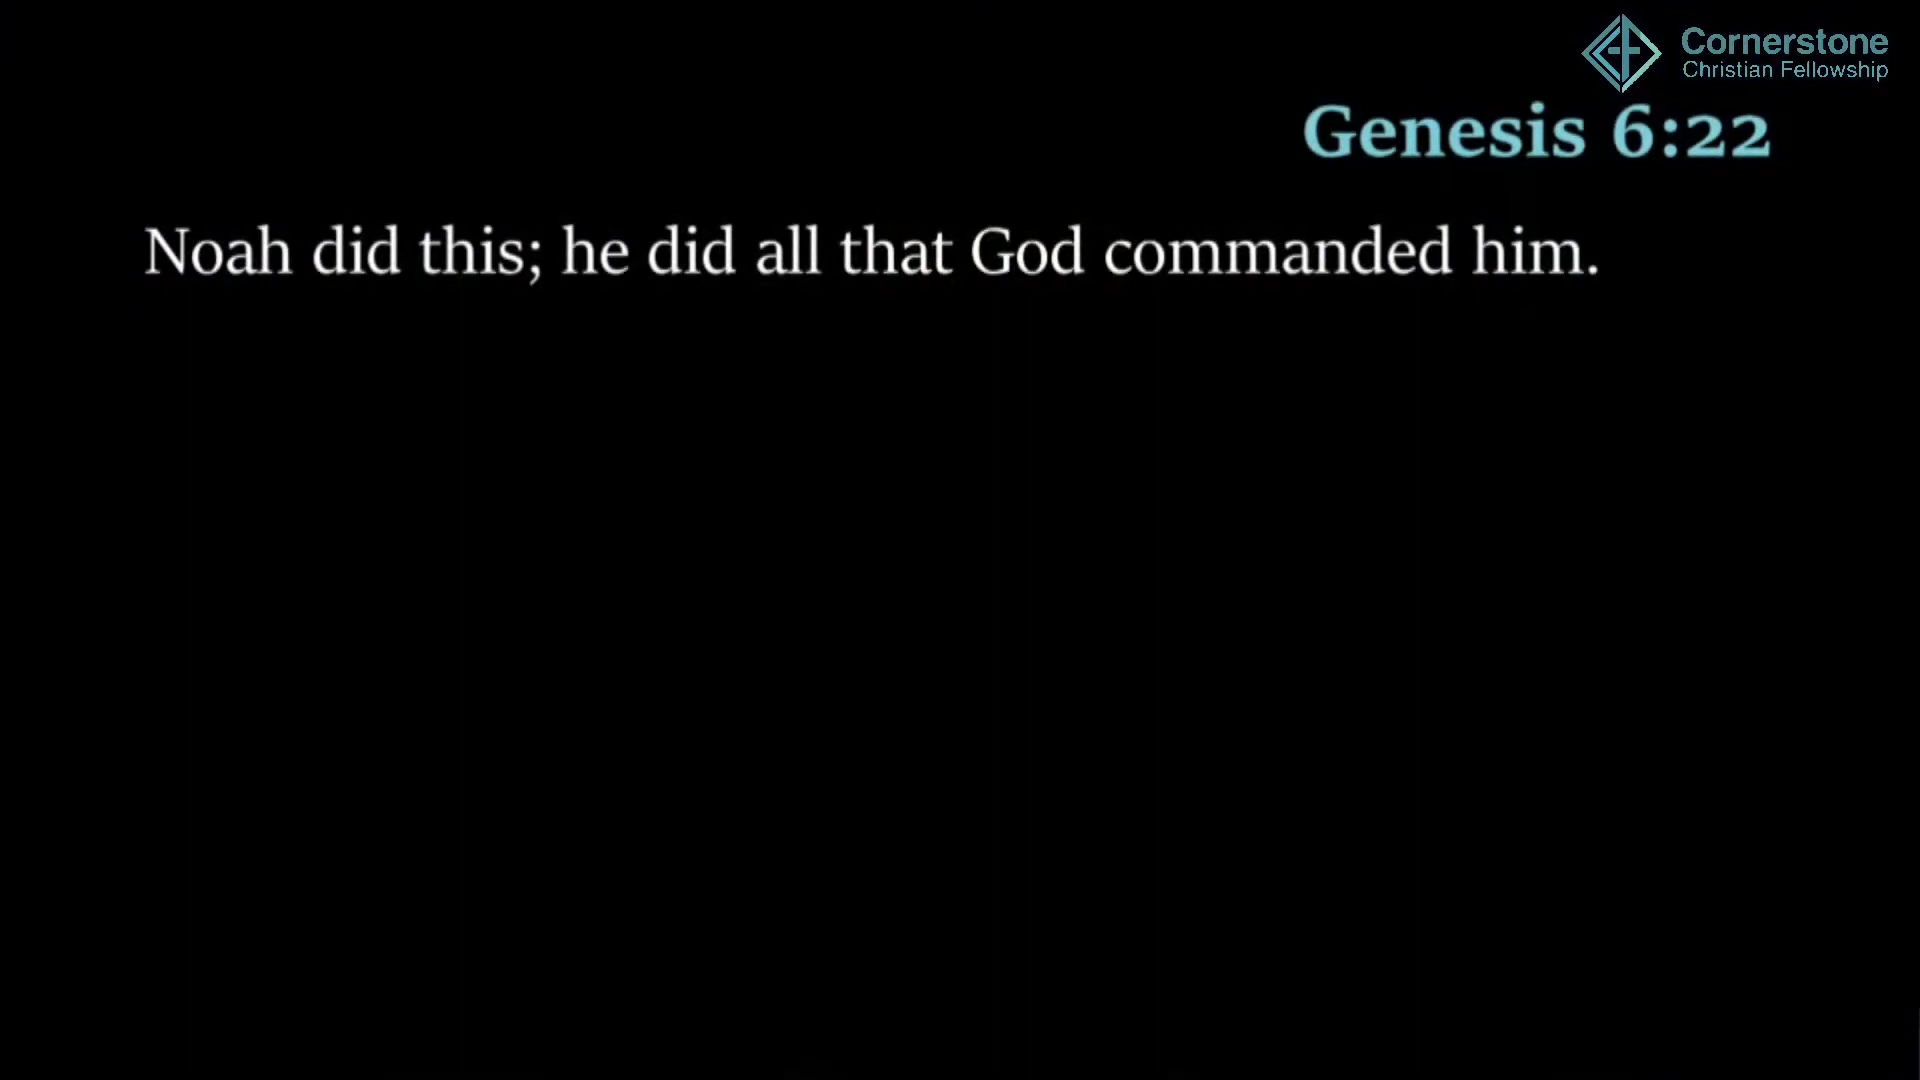 Cornerstone
Christian Fellowship
Genesis 6:22
Noah did this; he did all that God commanded him.